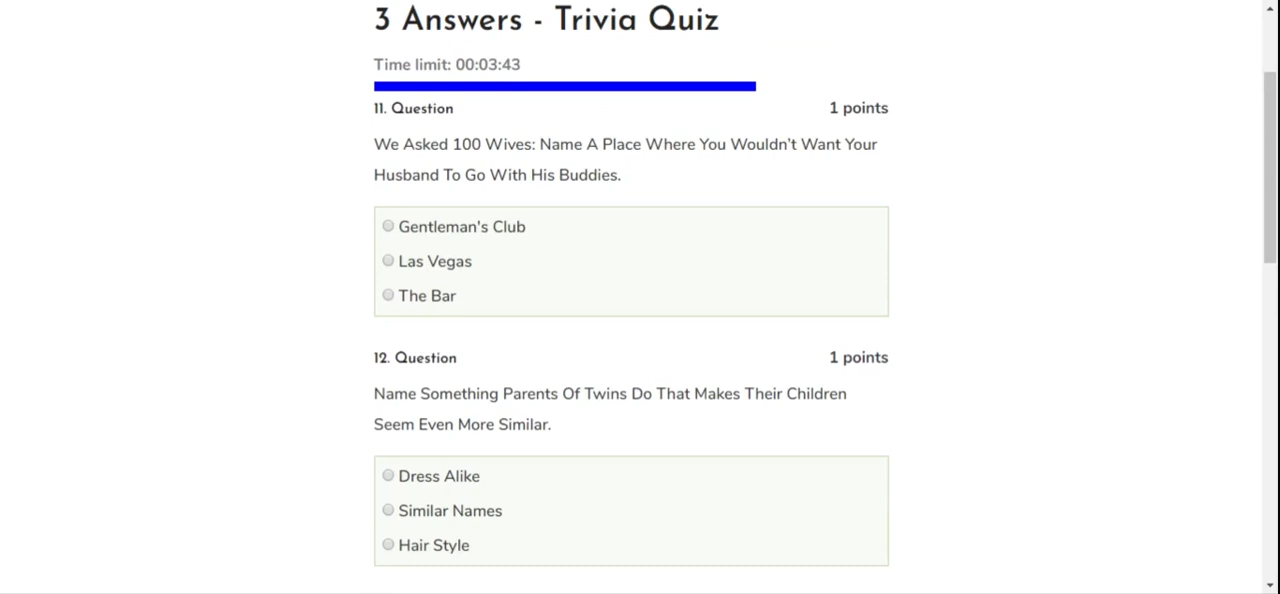 3 Answers - Trivia Quiz
Time limit: 00:03:43
11. Question 1 points
We Asked 100 Wives: Name A Place Where You Wouldn't Want Your
Husband To Go With His Buddies.
Gentleman's Club
Las Vegas
The Bar
12. Question 1 points
Name Something Parents Of Twins Do That Makes Their Children
Seem Even More Similar.
Dress Alike
Similar Names
Hair Style